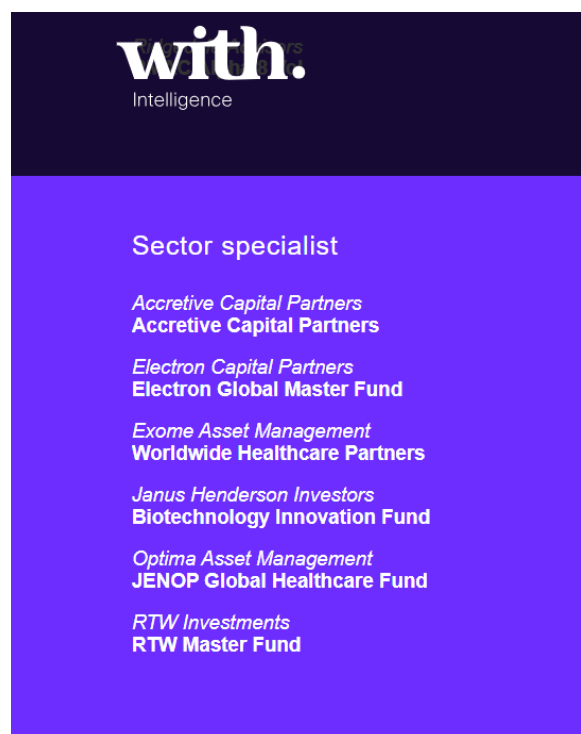 with.
Intelligence
Sector specialist
Accretive Capital Partners
Accretive Capital Partners
Electron Capital Partners
Electron Global Master Fund
Exome Asset Management
Worldwide Healthcare Partners
Janus Henderson Investors
Biotechnology Innovation Fund
Optima Asset Management
JENOP Global Healthcare Fund
RTW Investments
RTW Master Fund